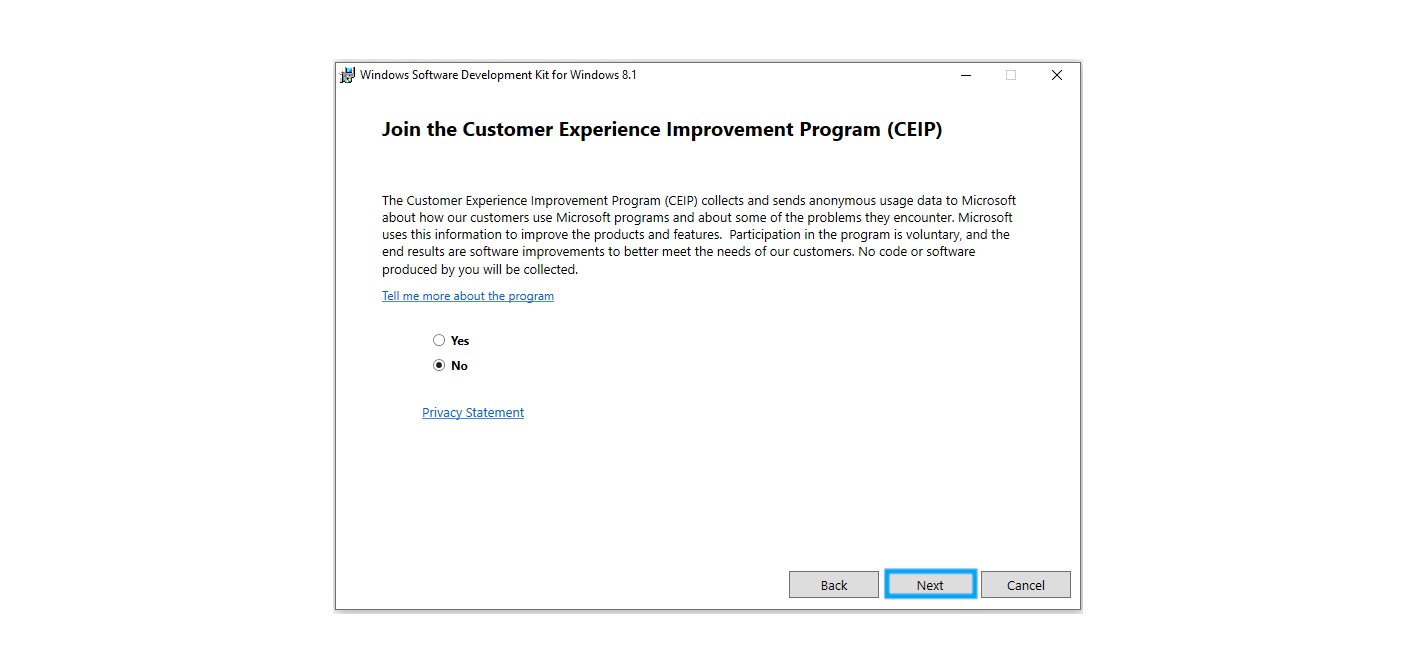 Windows Software Development Kit for Windows 8.1
Join the Customer Experience Improvement Program (CEIP)
The Customer Experience Improvement Program (CEIP) collects and sends anonymous usage data to Microsoft
about how our customers use Microsoft programs and about some of the problems they encounter. Microsoft
uses this information to improve the products and features.  Participation in the program is voluntary, and the
end results are software improvements to better meet the needs of our customers. No code or software
produced by you will be collected.
Tell me more about the program
Yes
No
Privacy Statement
Back Next Cancel